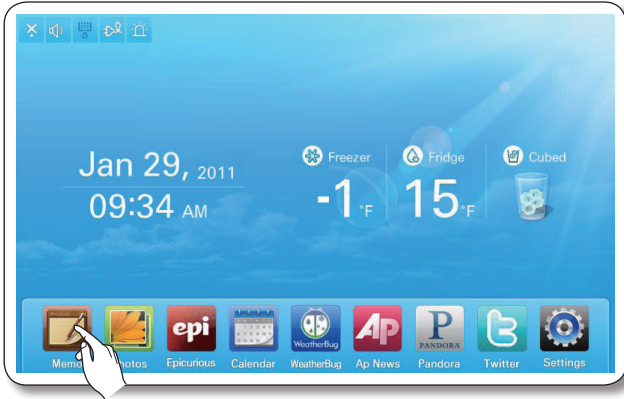 Freezer
Fridge
Cubed
Jan 29, 2011
-1°F
15°F
09:34 AM
epi
WeatherBug
AP
P
PANDORA
t
Epicurious
Calendar
WeatherBug
Ap News
Pandora
Twitter
Settings